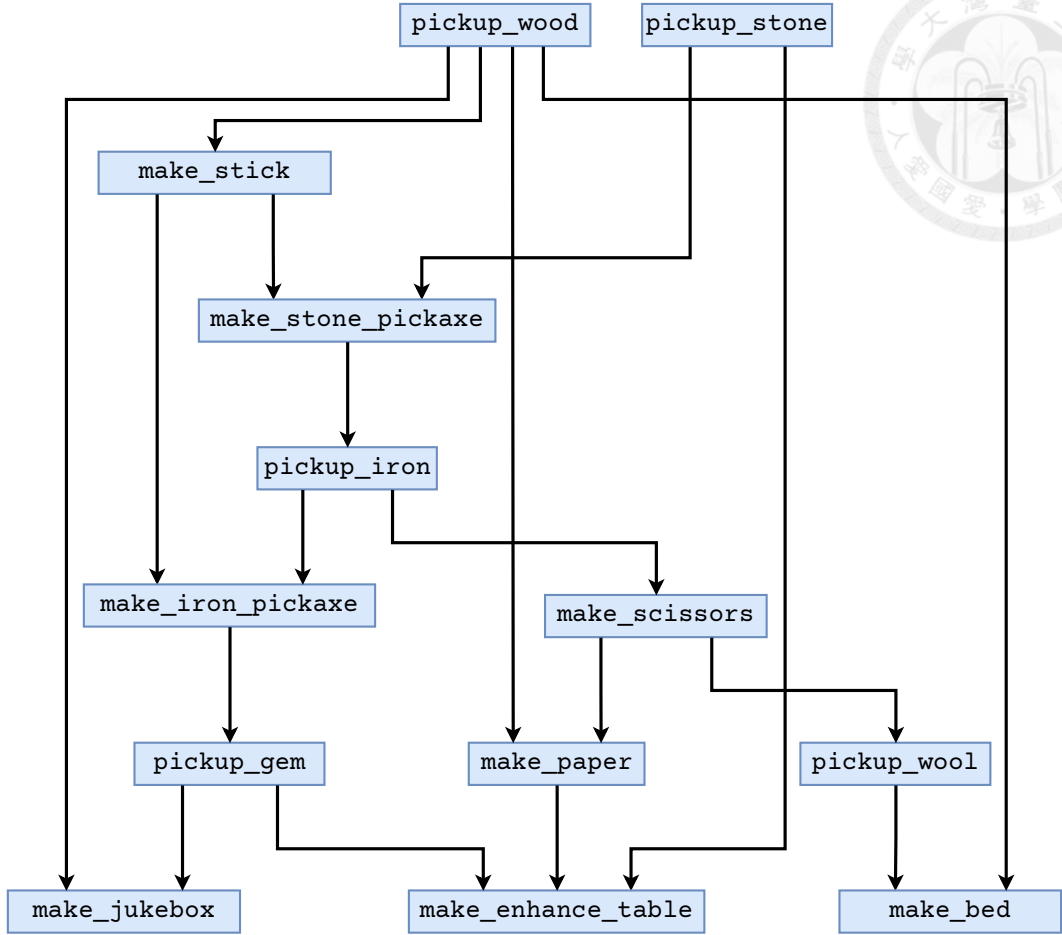 pickup_wood
pickup_stone
make_stick
make_stone_pickaxe
pickup_iron
make_iron_pickaxe
make_scissors
pickup_gem
make_paper
pickup_wool
make_jukebox
make_enhance_table
make_bed